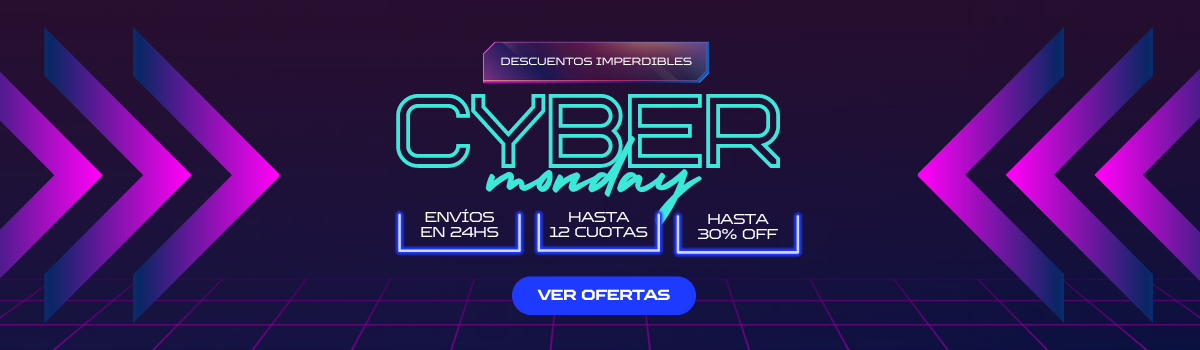 DESCUENTOS IMPERDIBLES
CYBER
monday
ENVÍOS
EN 24HS
HASTA
12 CUOTAS
HASTA
30% OFF
VER OFERTAS